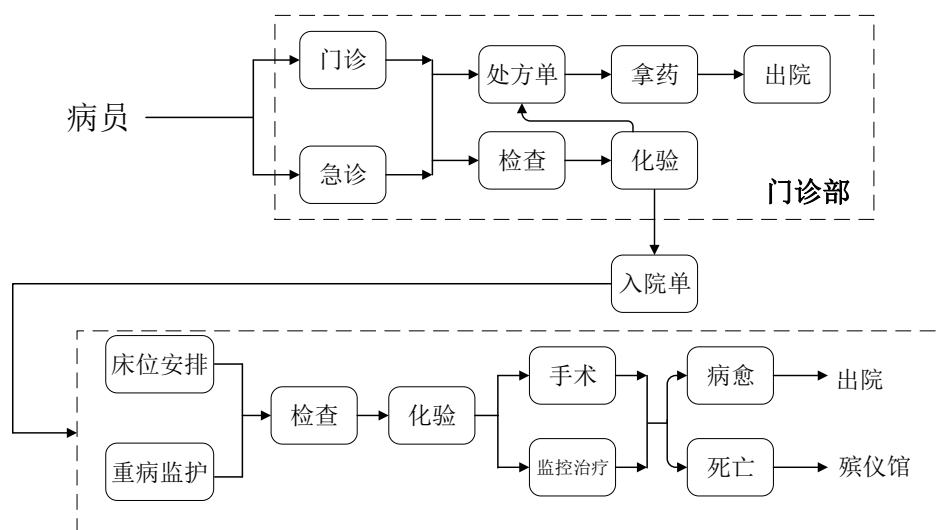 病员
门诊
急诊
处方单
拿药
出院
检查
化验
门诊部
入院单
床位安排
重病监护
检查
化验
手术
监控治疗
病愈
出院
死亡
殡仪馆